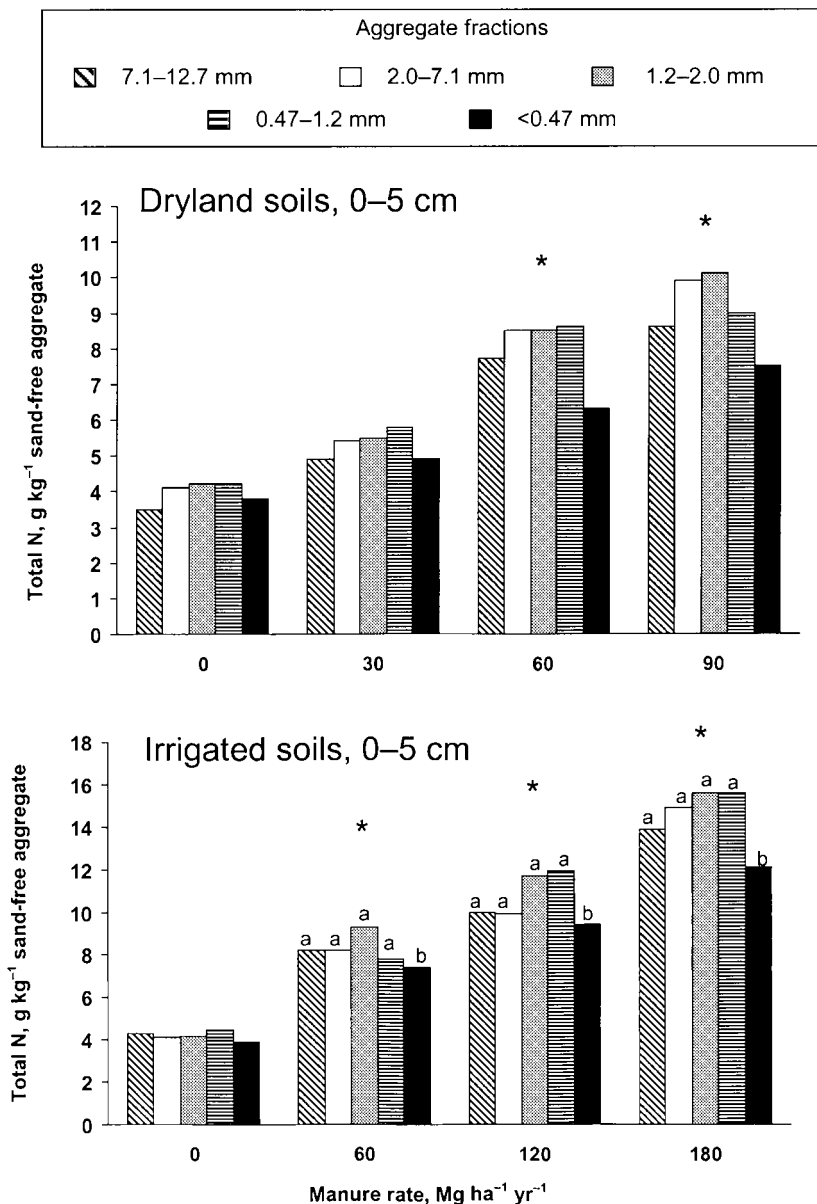 Aggregate fractions
7.1–12.7 mm 2.0–7.1 mm 1.2–2.0 mm
0.47–1.2 mm <0.47 mm
Dryland soils, 0–5 cm
Total N, g kg⁻¹ sand-free aggregate
12
11
10
9
8
7
6
5
4
3
2
1
0
* *
0 30 60 90
Irrigated soils, 0–5 cm
Total N, g kg⁻¹ sand-free aggregate
18
16
14
12
10
8
6
4
2
0
* * *
a a a a b
a a a a b
a a a a b
0 60 120 180
Manure rate, Mg ha⁻¹ yr⁻¹